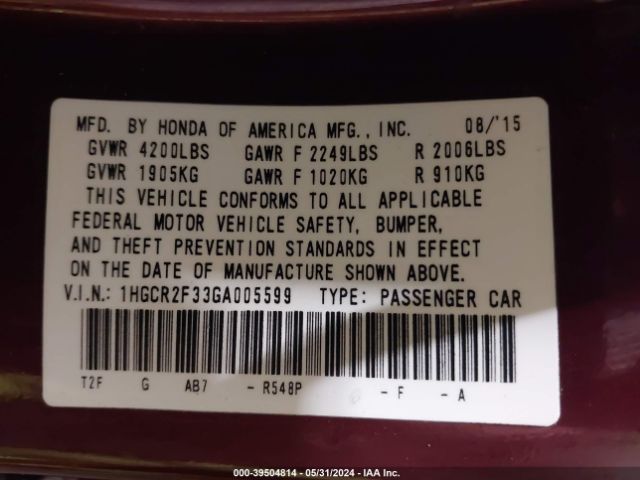 MFD. BY HONDA OF AMERICA MFG., INC. 08/'15
GVWR 4200LBS GAWR F 2249LBS R 2006LBS
GVWR 1905KG GAWR F 1020KG R 910KG
THIS VEHICLE CONFORMS TO ALL APPLICABLE
FEDERAL MOTOR VEHICLE SAFETY, BUMPER,
AND THEFT PREVENTION STANDARDS IN EFFECT
ON THE DATE OF MANUFACTURE SHOWN ABOVE.
V.I.N.: 1HGCR2F33GA005599 TYPE: PASSENGER CAR
T2F G AB7 - R548P - F - A
000-39504814 - 05/31/2024 - IAA Inc.